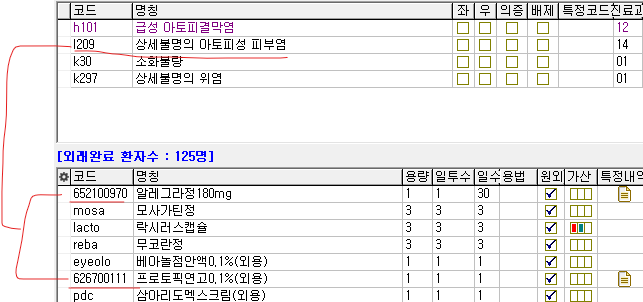 코드 명칭 좌 우 의증 배제 특정코드 진료과
h101 급성 아토피결막염 12
l209 상세불명의 아토피성 피부염 14
k30 소화불량 01
k297 상세불명의 위염 01
[외래완료 환자수 : 125명]
코드 명칭 용량 일투수 일수 용법 원외 가산 특정내역
652100970 알레그라정180mg 1 1 30
mosa 모사가틴정 3 3 3
lacto 락시러스캡슐 3 3 3
reba 무코란정 3 3 3
eyeolo 베아놀점안액0,1%(외용) 1 1 1
626700111 프로토픽연고0,1%(외용) 1 1 1
pdc 삼아리도멕스크림(외용) 1 1 1